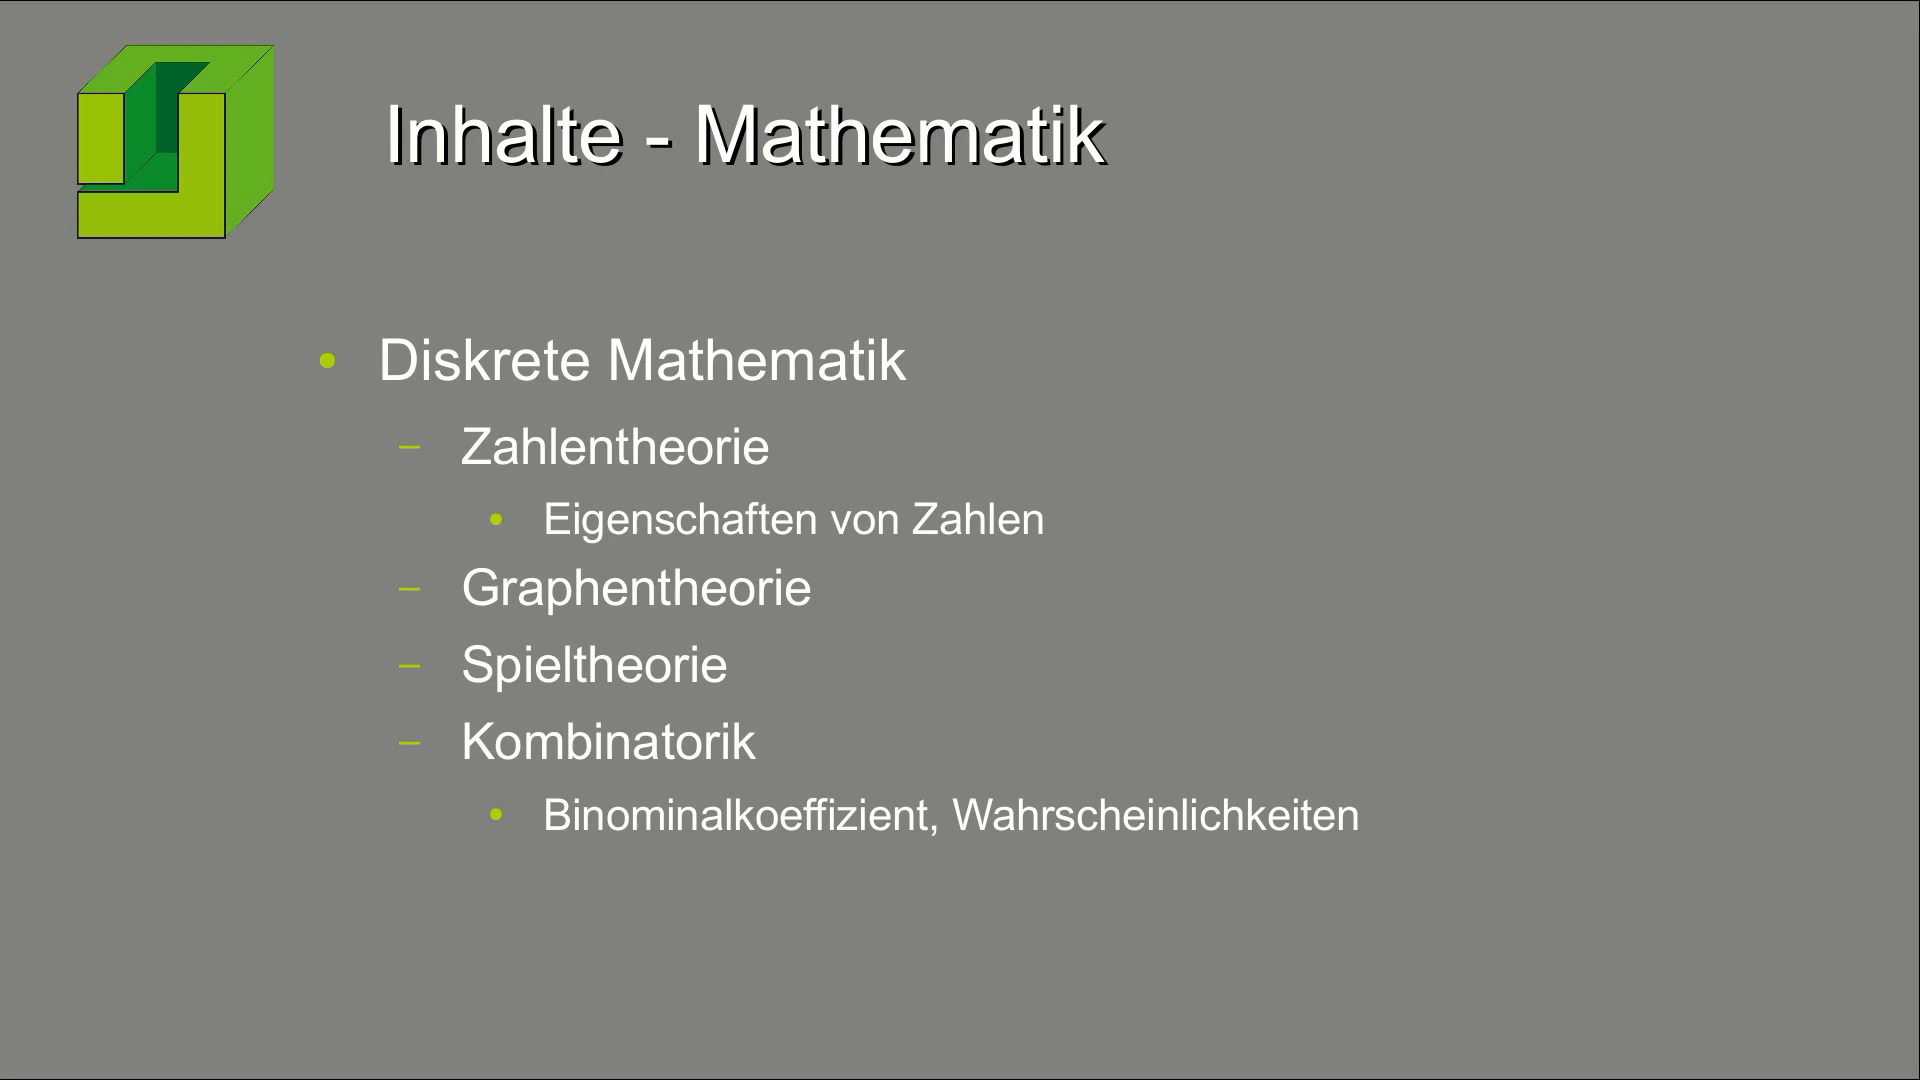 Inhalte - Mathematik
• Diskrete Mathematik
– Zahlentheorie
• Eigenschaften von Zahlen
– Graphentheorie
– Spieltheorie
– Kombinatorik
• Binominalkoeffizient, Wahrscheinlichkeiten